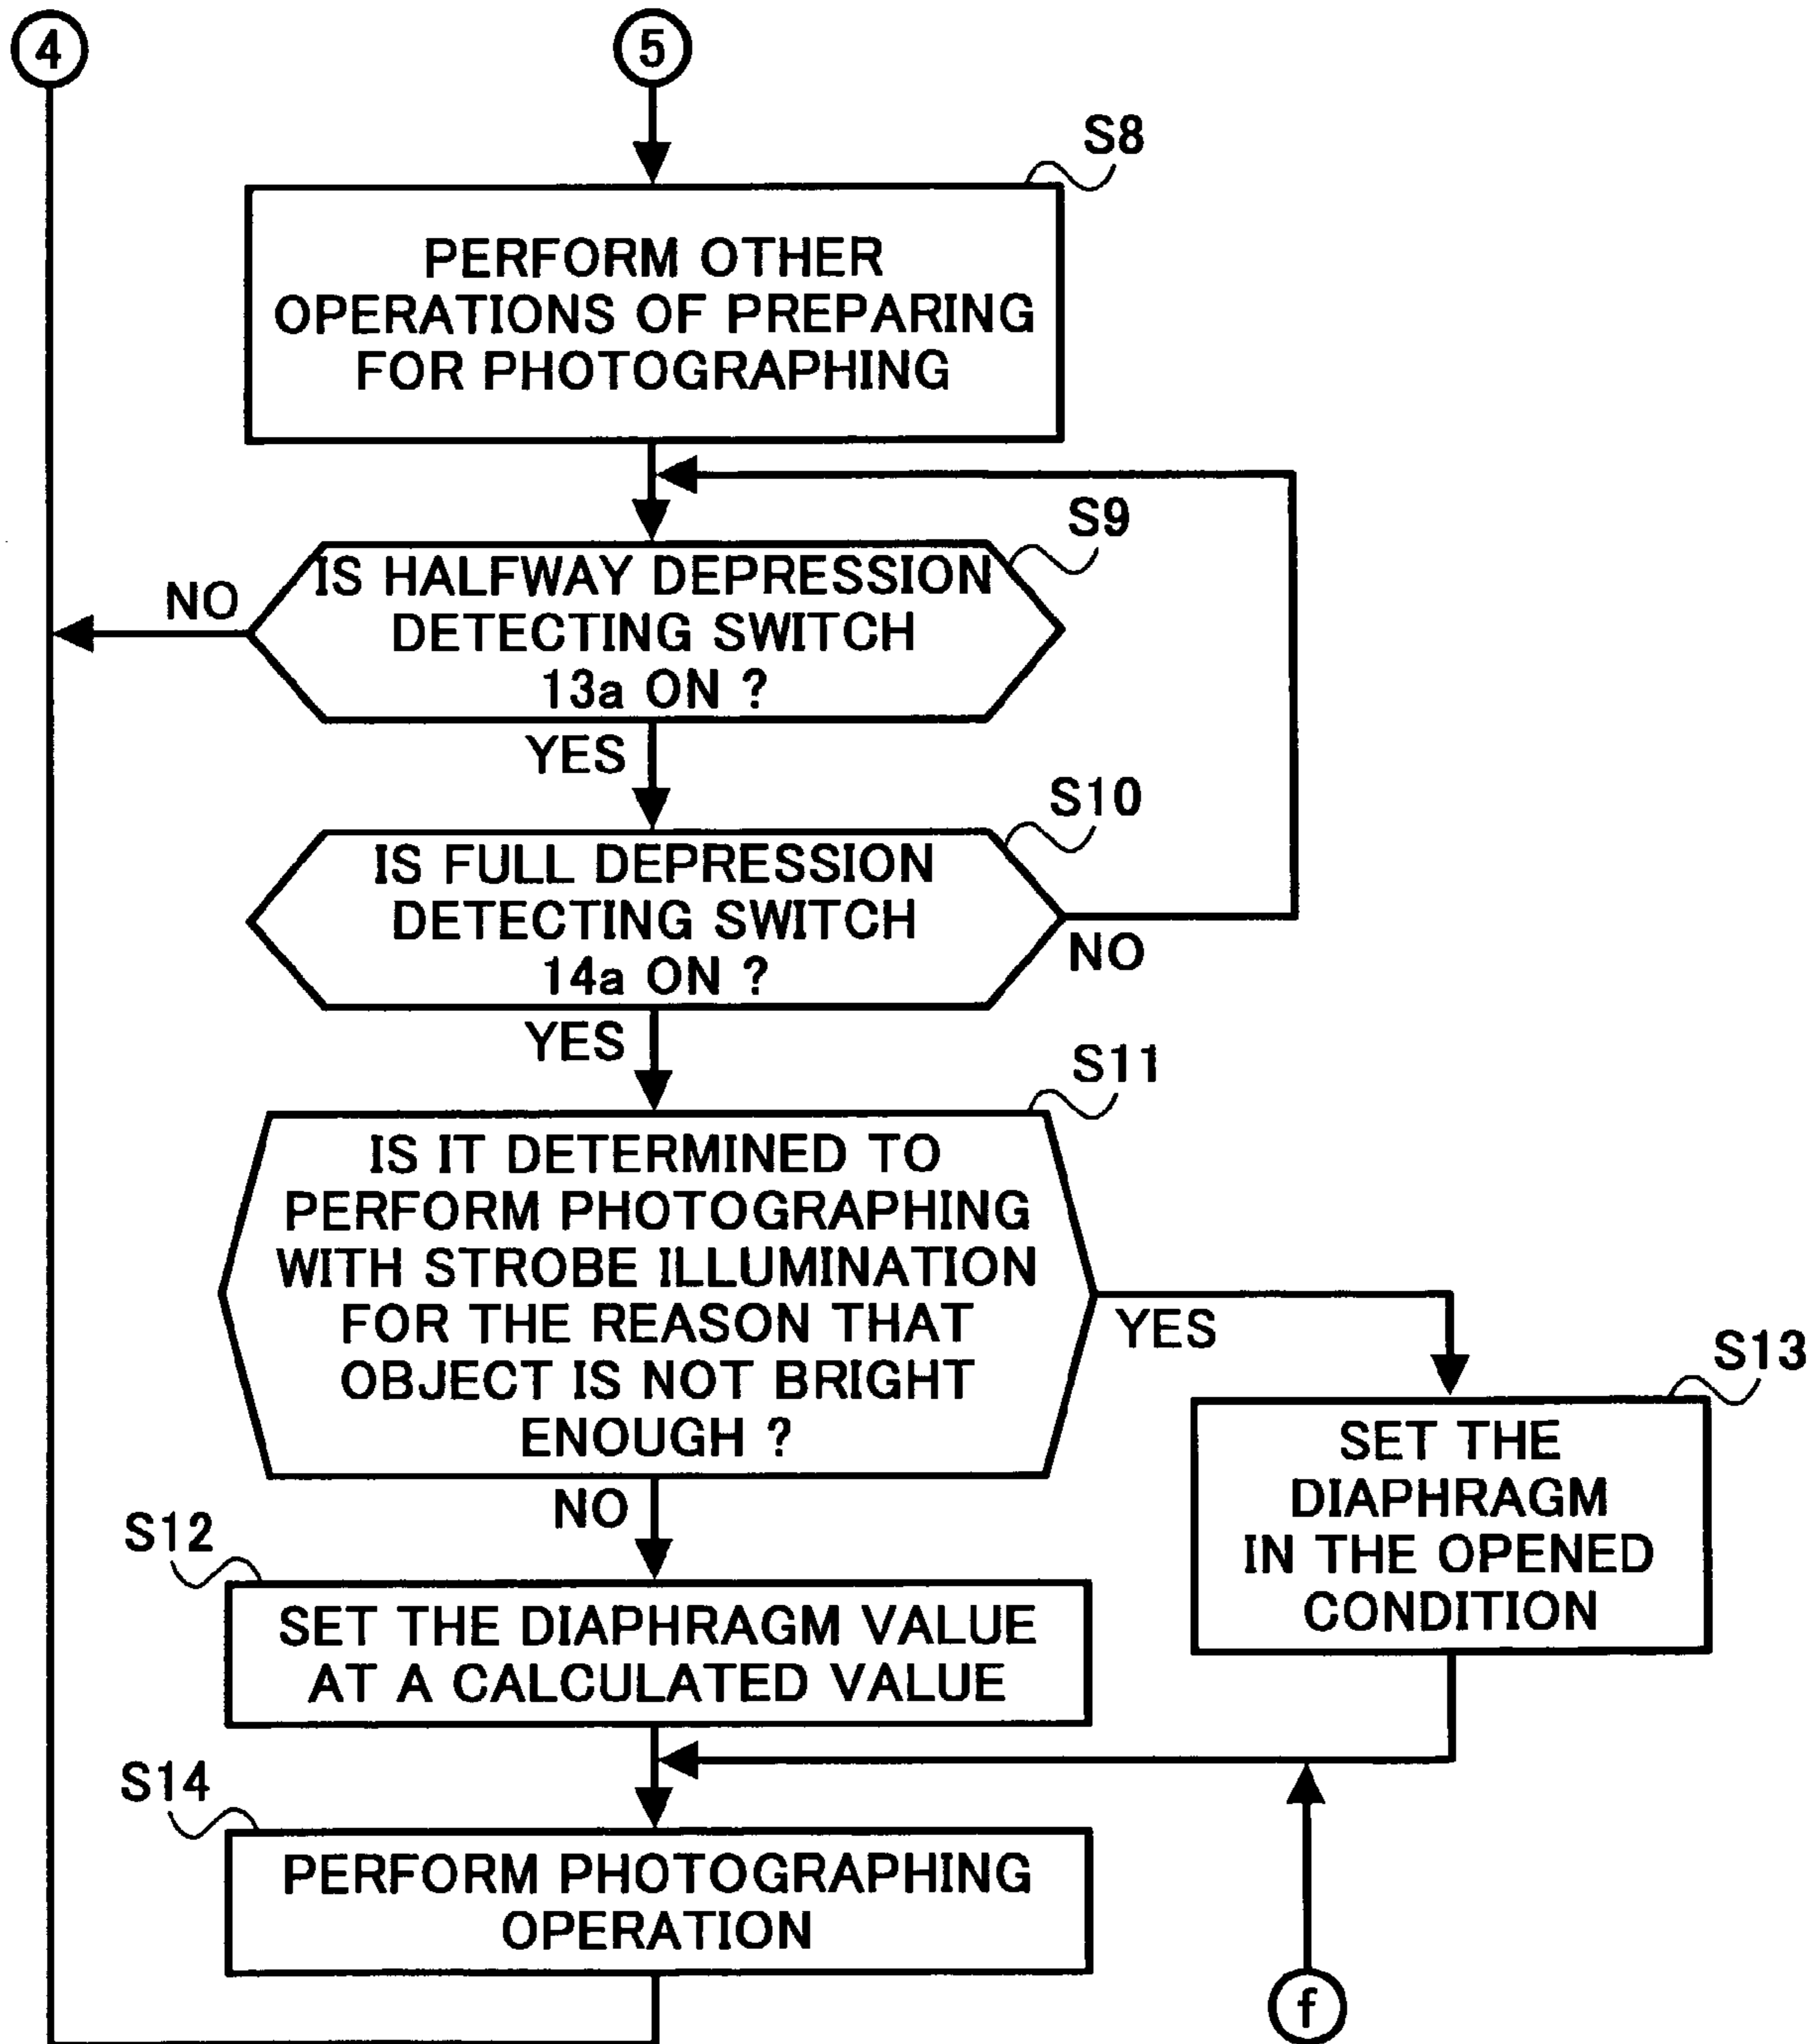 4
5
S8
PERFORM OTHER
OPERATIONS OF PREPARING
FOR PHOTOGRAPHING
S9
IS HALFWAY DEPRESSION
DETECTING SWITCH
13a ON ?
NO
YES
S10
IS FULL DEPRESSION
DETECTING SWITCH
14a ON ?
NO
YES
S11
IS IT DETERMINED TO
PERFORM PHOTOGRAPHING
WITH STROBE ILLUMINATION
FOR THE REASON THAT
OBJECT IS NOT BRIGHT
ENOUGH ?
YES
NO
S13
SET THE
DIAPHRAGM
IN THE OPENED
CONDITION
S12
SET THE DIAPHRAGM VALUE
AT A CALCULATED VALUE
S14
PERFORM PHOTOGRAPHING
OPERATION
f